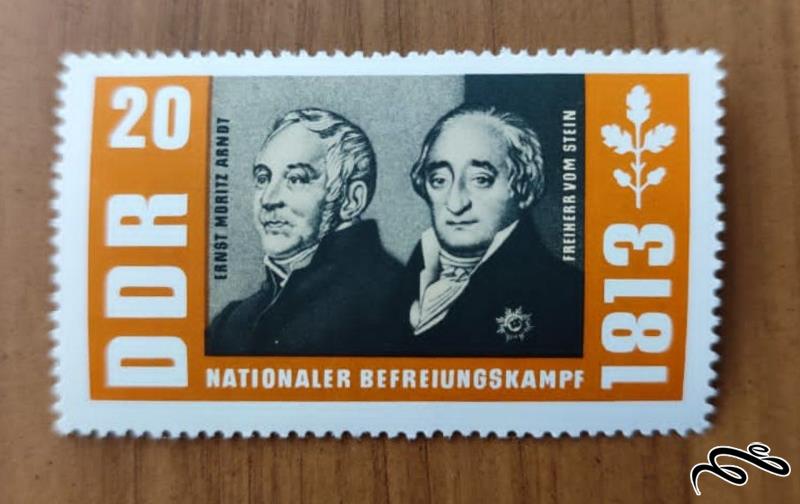 20
DDR
ERNST MORITZ ARNDT
FREIHERR VOM STEIN
1813
NATIONALER BEFREIUNGSKAMPF